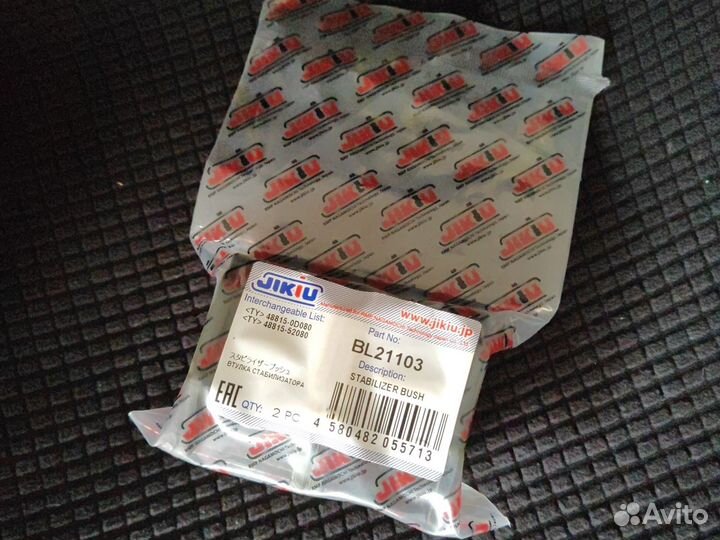 JIKIU
www.jikiu.jp
Interchangeable List:
<TY> 48815-0D080
<TY> 48815-52080
Part No:
BL21103
Description:
STABILIZER BUSH
スタビライザーブッシュ
ВТУЛКА СТАБИЛИЗАТОРА
EAC
QTY: 2 PC
4 580482 055713
Avito